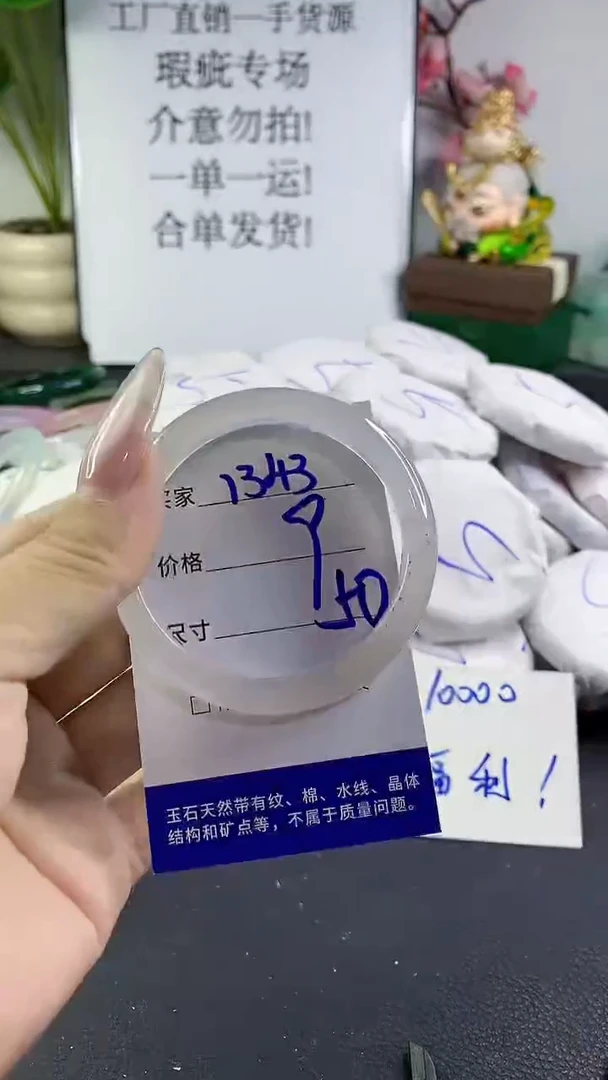 工厂直销一手货源
瑕疵专场
介意勿拍!
一单一运!
合单发货!
买家 1343
价格
尺寸 50
玉石天然带有纹、棉、水线、晶体
结构和矿点等，不属于质量问题。
10000
福利!